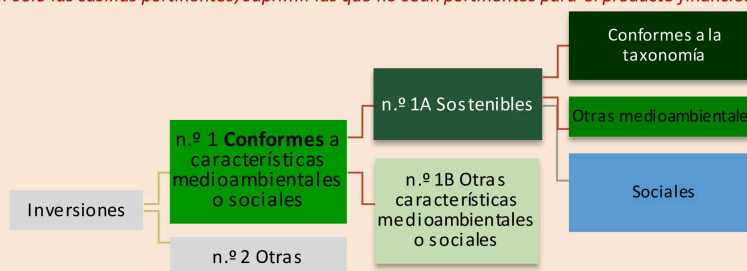 solo las casillas pertinentes, suprimir las que no sean pertinentes para el producto financiero
Conformes a la
taxonomía
n.º 1A Sostenibles
Otras medioambientale
n.º 1 Conformes a
características
medioambientales
o sociales
n.º 1B Otras
características
medioambientales
o sociales
Sociales
Inversiones
n.º 2 Otras